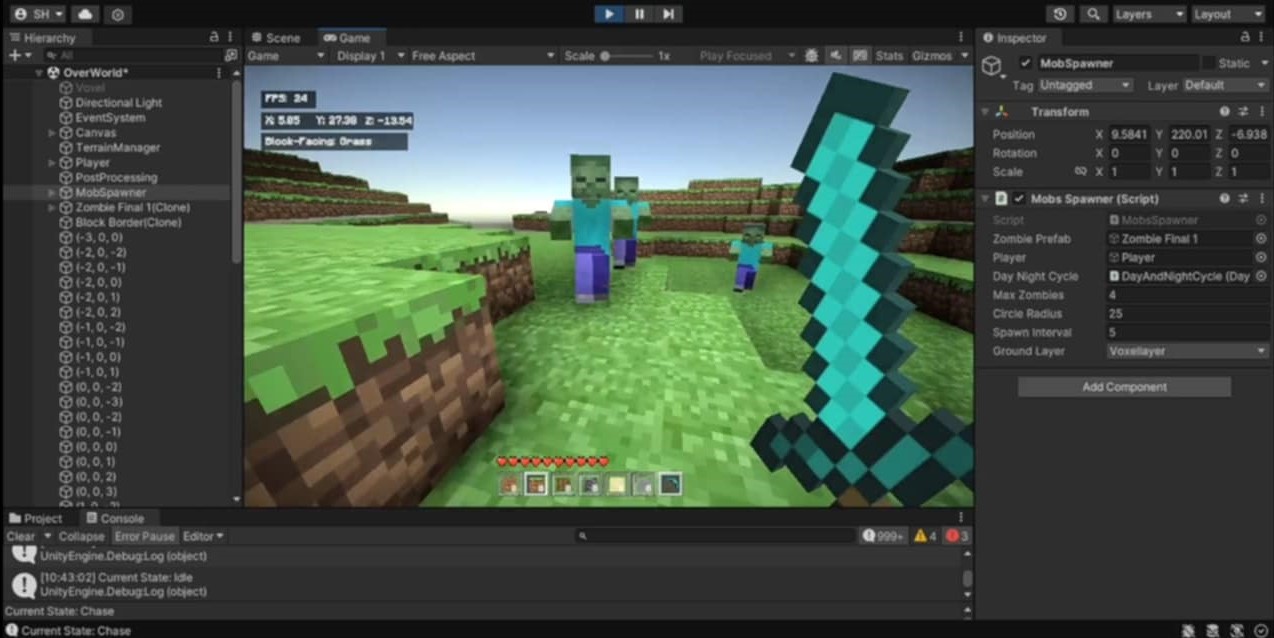 SH
Layers
Layout
Hierarchy
All
OverWorld*
Voxel
Directional Light
EventSystem
Canvas
TerrainManager
Player
PostProcessing
MobSpawner
Zombie Final 1(Clone)
Block Border(Clone)
(-3, 0, 0)
(-2, 0, -2)
(-2, 0, -1)
(-2, 0, 0)
(-2, 0, 1)
(-2, 0, 2)
(-1, 0, -2)
(-1, 0, -1)
(-1, 0, 0)
(-1, 0, 1)
(0, 0, -2)
(0, 0, -3)
(0, 0, -2)
(0, 0, -1)
(0, 0, 0)
(0, 0, 1)
(0, 0, 2)
(0, 0, 3)
Scene Game
Game Display 1 Free Aspect Scale 1x Play Focused Stats Gizmos
FPS: 24
X: 5.85 Y: 27.38 Z: -13.54
Block-Facing: Grass
Inspector
MobSpawner Static
Tag Untagged Layer Default
Transform
Position X 9.5841 Y 220.01 Z -6.938
Rotation X 0 Y 0 Z 0
Scale X 1 Y 1 Z 1
Mobs Spawner (Script)
Script MobsSpawner
Zombie Prefab Zombie Final 1
Player Player
Day Night Cycle DayAndNightCycle (Day
Max Zombies 4
Circle Radius 25
Spawn Interval 5
Ground Layer Voxellayer
Add Component
Project Console
Clear Collapse Error Pause Editor 999+ 4 3
UnityEngine.Debug:Log (object)
[10:43:02] Current State: Idle
UnityEngine.Debug:Log (object)
Current State: Chase
Current State: Chase